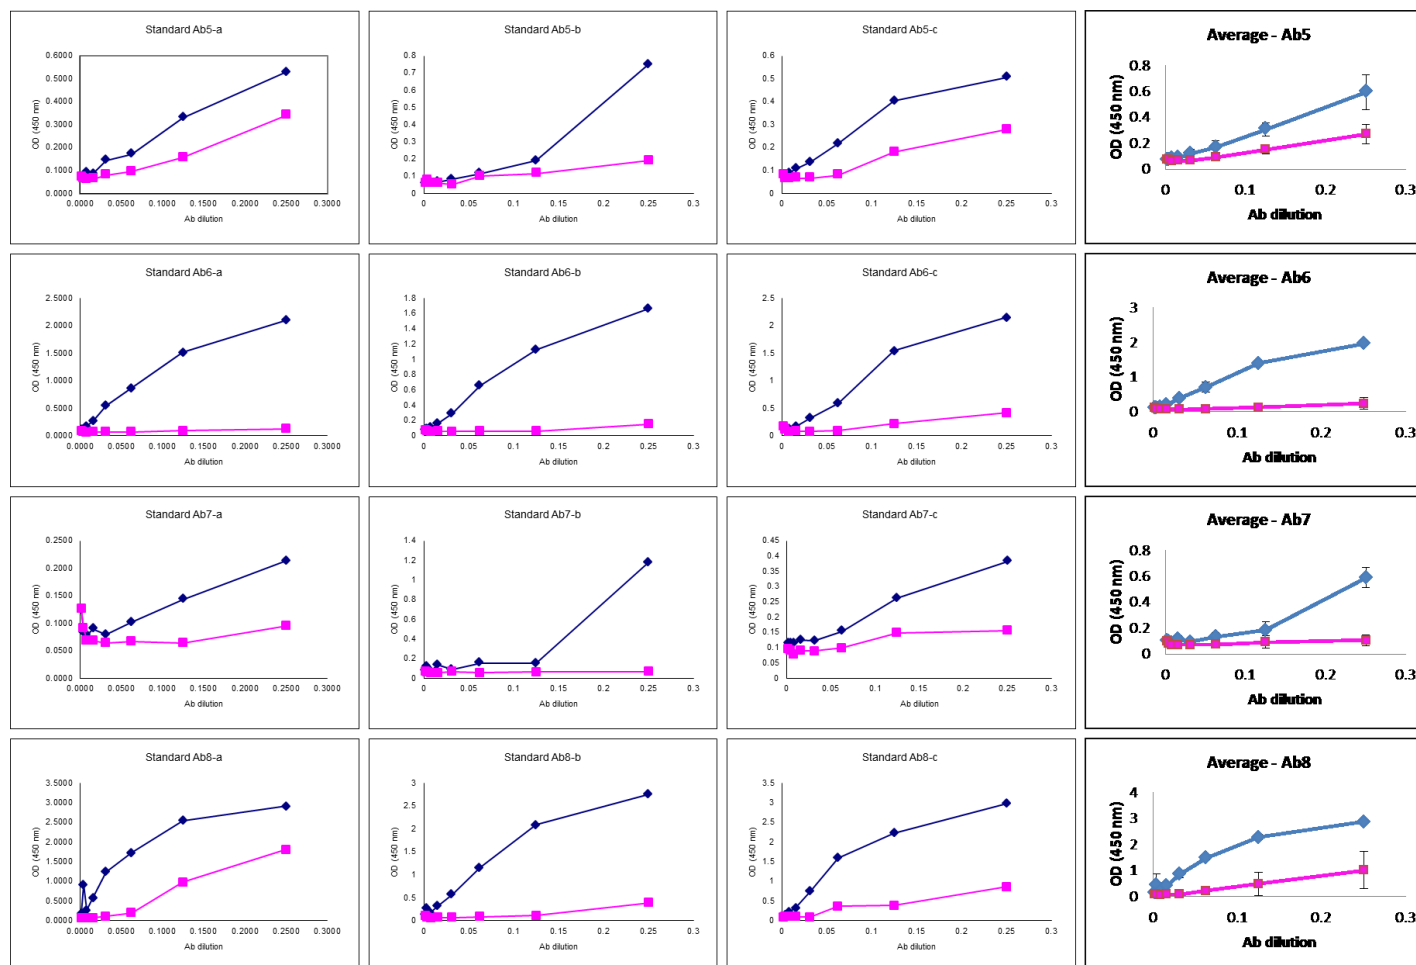 Standard Ab5-a
0.6000
0.5000
0.4000
0.3000
0.2000
0.1000
0.0000
OD (450 nm)
0.0000 0.0500 0.1000 0.1500 0.2000 0.2500 0.3000
Ab dilution
Standard Ab5-b
0.8
0.7
0.6
0.5
0.4
0.3
0.2
0.1
0
OD (450 nm)
0 0.05 0.1 0.15 0.2 0.25 0.3
Ab dilution
Standard Ab5-c
0.6
0.5
0.4
0.3
0.2
0.1
0
OD (450 nm)
0 0.05 0.1 0.15 0.2 0.25 0.3
Ab dilution
Average - Ab5
0.8
0.6
0.4
0.2
0
OD (450 nm)
0 0.1 0.2 0.3
Ab dilution
Standard Ab6-a
2.5000
2.0000
1.5000
1.0000
0.5000
0.0000
OD (450 nm)
0.0000 0.0500 0.1000 0.1500 0.2000 0.2500 0.3000
Ab dilution
Standard Ab6-b
1.8
1.6
1.4
1.2
1
0.8
0.6
0.4
0.2
0
OD (450 nm)
0 0.05 0.1 0.15 0.2 0.25 0.3
Ab dilution
Standard Ab6-c
2.5
2
1.5
1
0.5
0
OD (450 nm)
0 0.05 0.1 0.15 0.2 0.25 0.3
Ab dilution
Average - Ab6
3
2
1
0
OD (450 nm)
0 0.1 0.2 0.3
Ab dilution
Standard Ab7-a
0.2500
0.2000
0.1500
0.1000
0.0500
0.0000
OD (450 nm)
0.0000 0.0500 0.1000 0.1500 0.2000 0.2500 0.3000
Ab dilution
Standard Ab7-b
1.4
1.2
1
0.8
0.6
0.4
0.2
0
OD (450 nm)
0 0.05 0.1 0.15 0.2 0.25 0.3
Ab dilution
Standard Ab7-c
0.45
0.4
0.35
0.3
0.25
0.2
0.15
0.1
0.05
0
OD (450 nm)
0 0.05 0.1 0.15 0.2 0.25 0.3
Ab dilution
Average - Ab7
0.8
0.6
0.4
0.2
0
OD (450 nm)
0 0.1 0.2 0.3
Ab dilution
Standard Ab8-a
3.5000
3.0000
2.5000
2.0000
1.5000
1.0000
0.5000
0.0000
OD (450 nm)
0.0000 0.0500 0.1000 0.1500 0.2000 0.2500 0.3000
Ab dilution
Standard Ab8-b
3
2.5
2
1.5
1
0.5
0
OD (450 nm)
0 0.05 0.1 0.15 0.2 0.25 0.3
Ab dilution
Standard Ab8-c
3.5
3
2.5
2
1.5
1
0.5
0
OD (450 nm)
0 0.05 0.1 0.15 0.2 0.25 0.3
Ab dilution
Average - Ab8
4
3
2
1
0
OD (450 nm)
0 0.1 0.2 0.3
Ab dilution